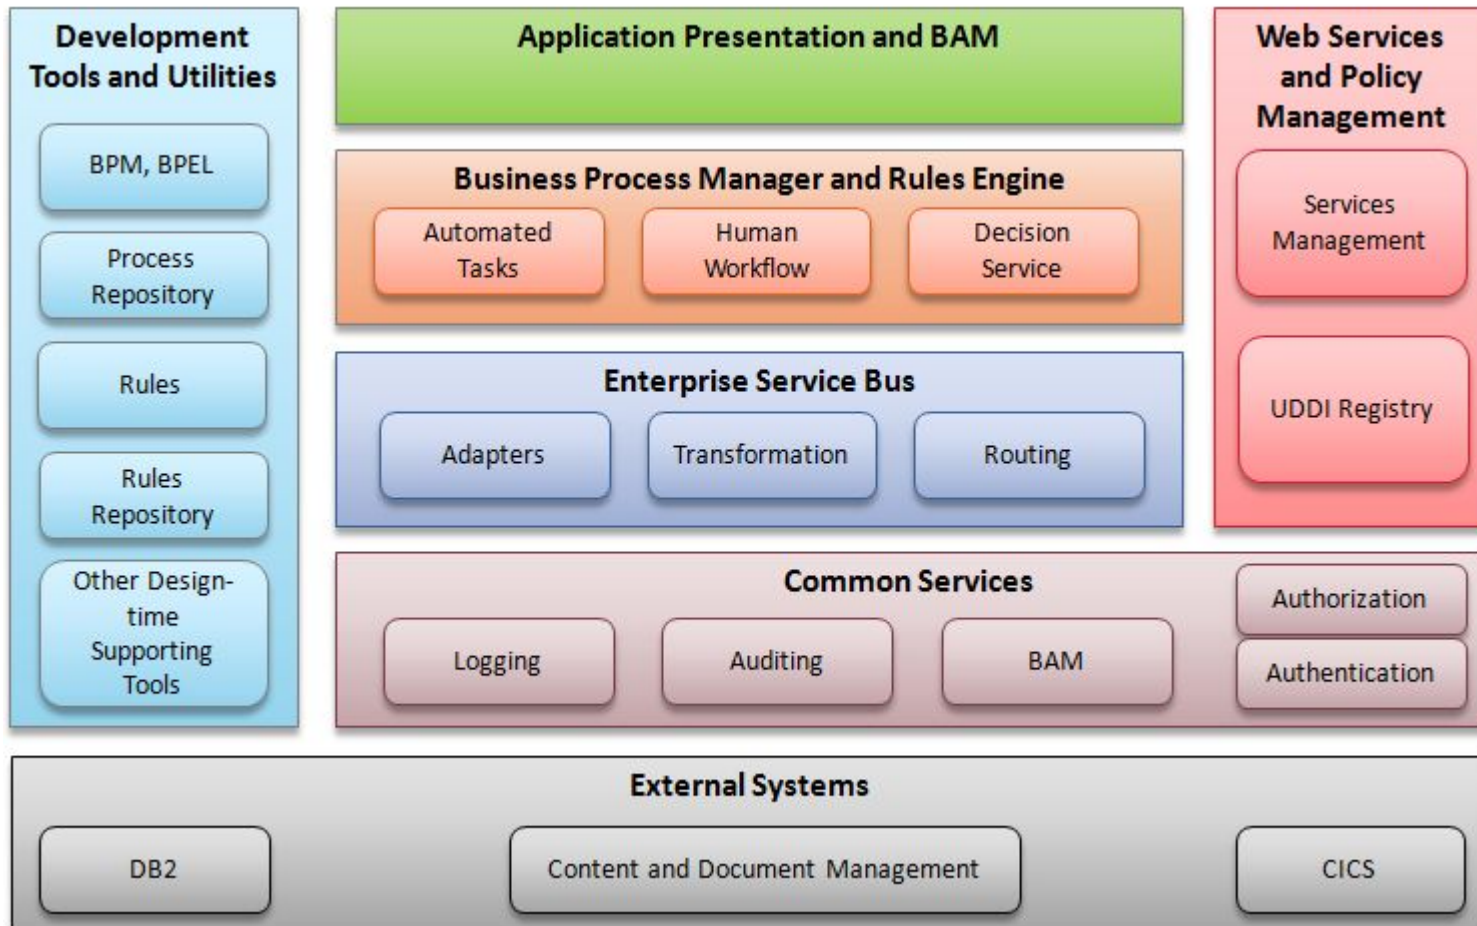 Development
Tools and Utilities
BPM, BPEL
Process
Repository
Rules
Rules
Repository
Other Design-
time
Supporting
Tools
Application Presentation and BAM
Business Process Manager and Rules Engine
Automated
Tasks
Human
Workflow
Decision
Service
Enterprise Service Bus
Adapters
Transformation
Routing
Web Services
and Policy
Management
Services
Management
UDDI Registry
Common Services
Logging
Auditing
BAM
Authorization
Authentication
External Systems
DB2
Content and Document Management
CICS